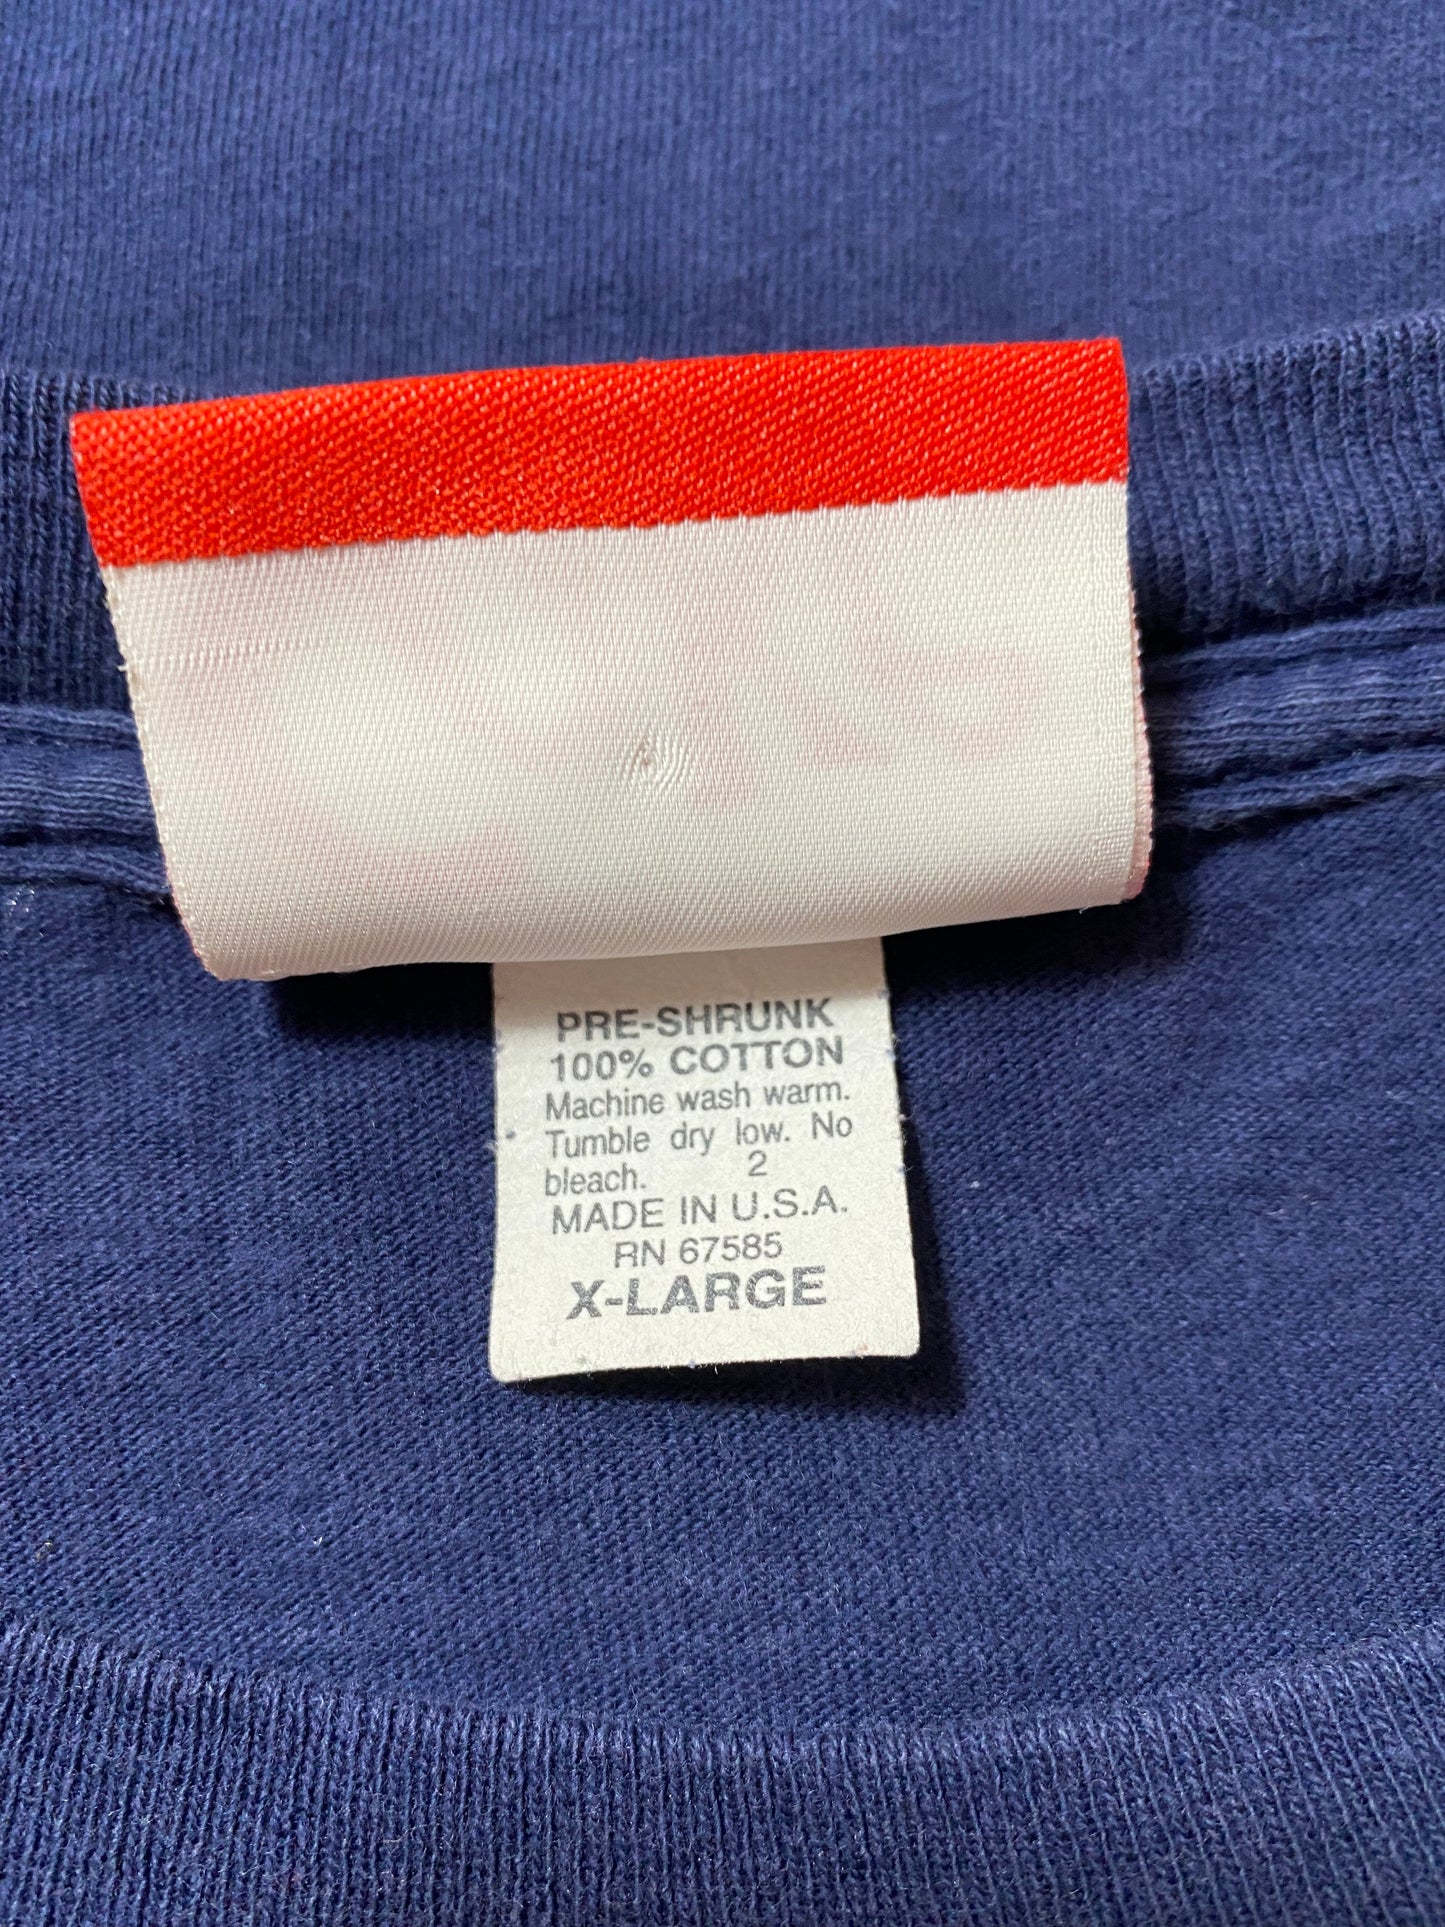 PRE-SHRUNK
100% COTTON
Machine wash warm.
Tumble dry low. No
bleach. 2
MADE IN U.S.A.
RN 67585
X-LARGE